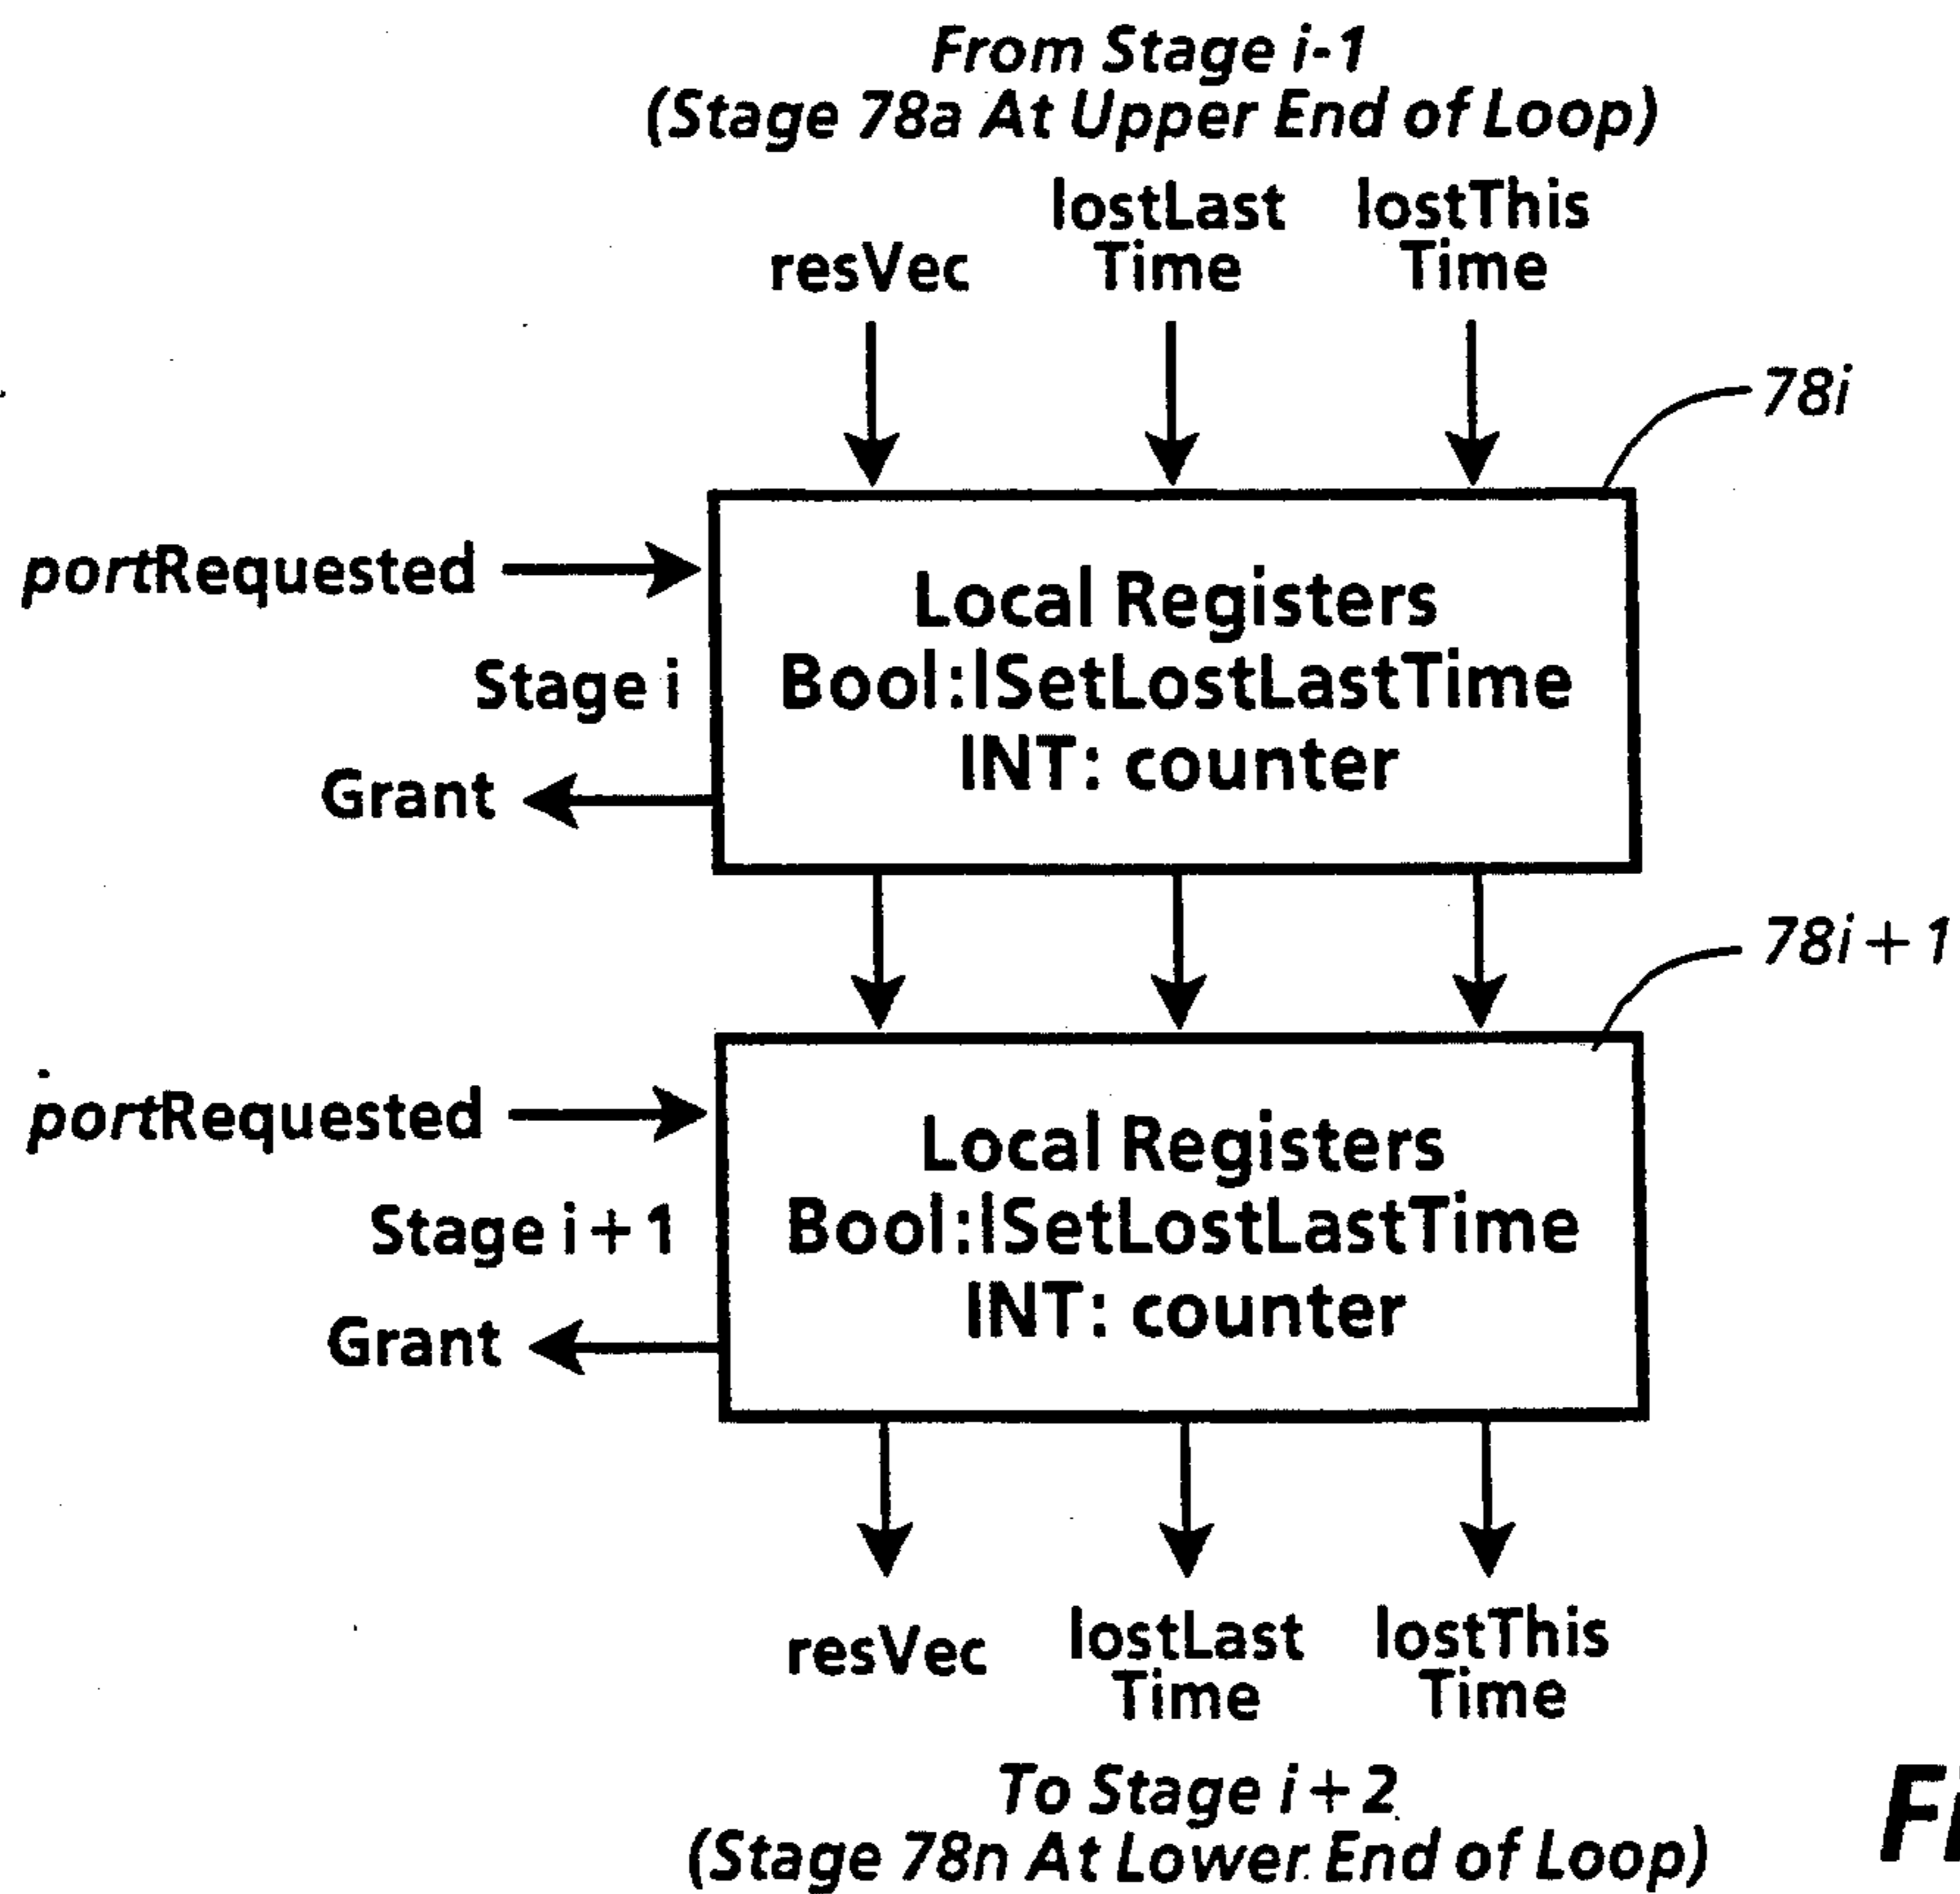 From Stage i-1
(Stage 78a At Upper End of Loop)
resVec
lostLast
Time
lostThis
Time
78i
portRequested
Local Registers
Stage i
Bool:ISetLostLastTime
INT: counter
Grant
78i+1
portRequested
Local Registers
Stage i+1
Bool:ISetLostLastTime
INT: counter
Grant
resVec
lostLast
Time
lostThis
Time
To Stage i+2
(Stage 78n At Lower End of Loop)